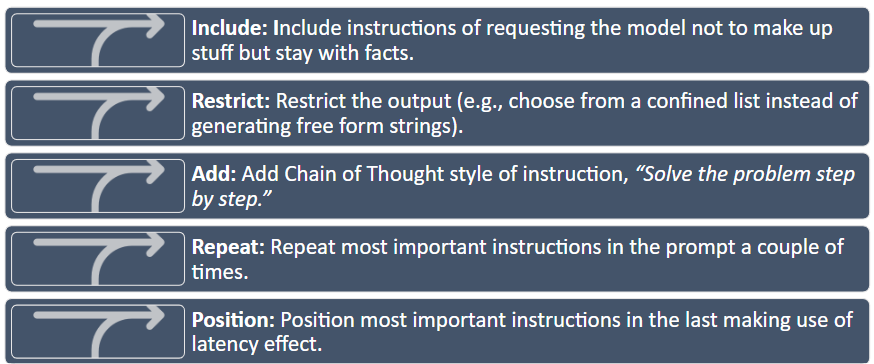 Include: Include instructions of requesting the model not to make up
stuff but stay with facts.
Restrict: Restrict the output (e.g., choose from a confined list instead of
generating free form strings).
Add: Add Chain of Thought style of instruction, “Solve the problem step
by step.”
Repeat: Repeat most important instructions in the prompt a couple of
times.
Position: Position most important instructions in the last making use of
latency effect.